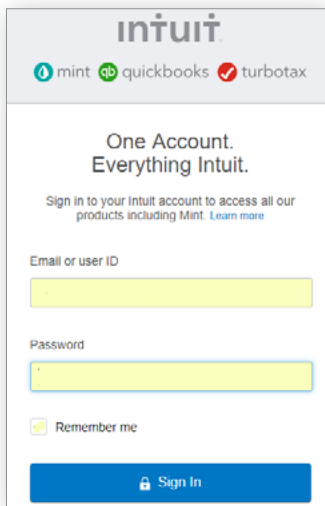 intuit
mint qb quickbooks turbotax
One Account.
Everything Intuit.
Sign in to your Intuit account to access all our
products including Mint. Learn more
Email or user ID
Password
Remember me
Sign In